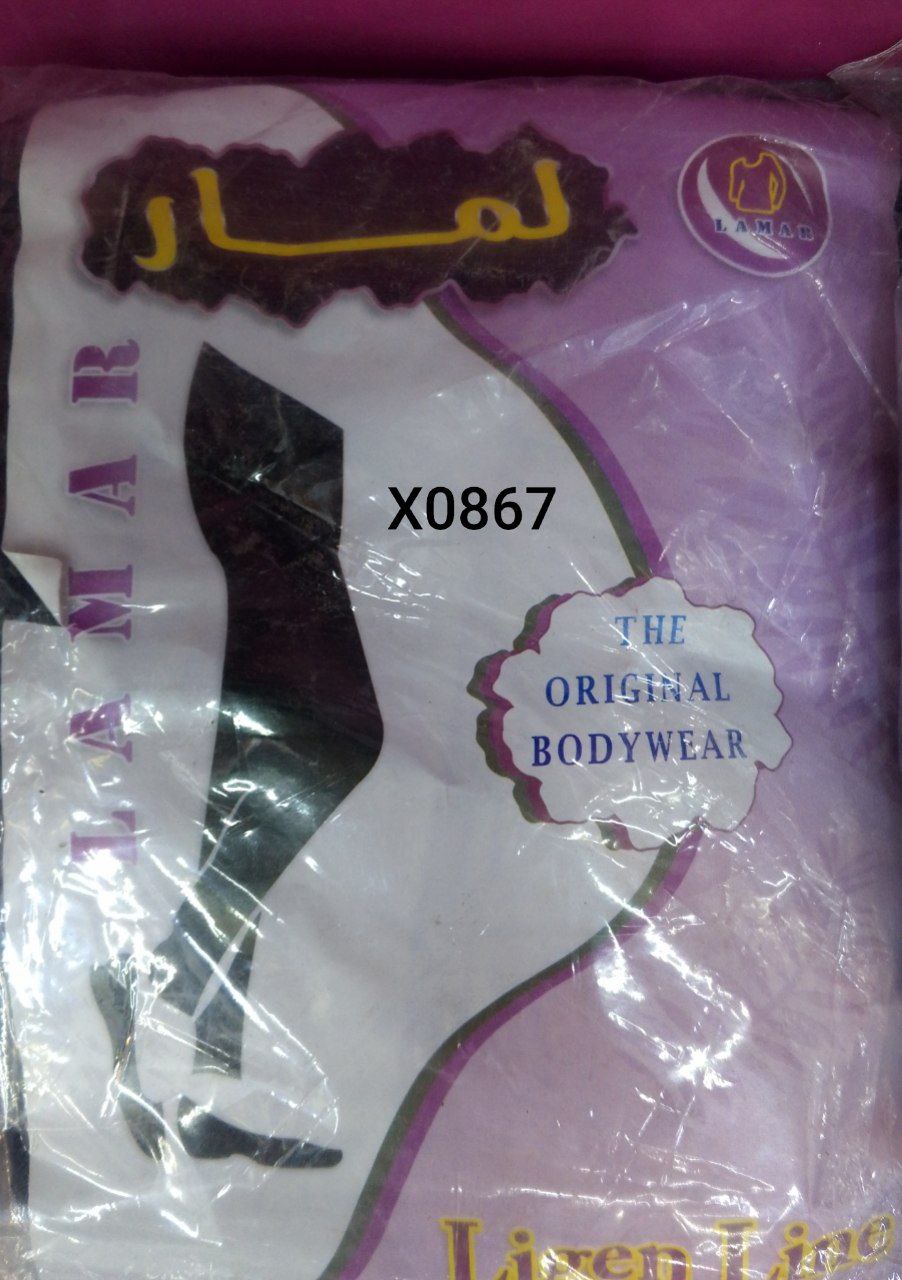 لمار
LAMAR
LAMAR
X0867
THE
ORIGINAL
BODYWEAR